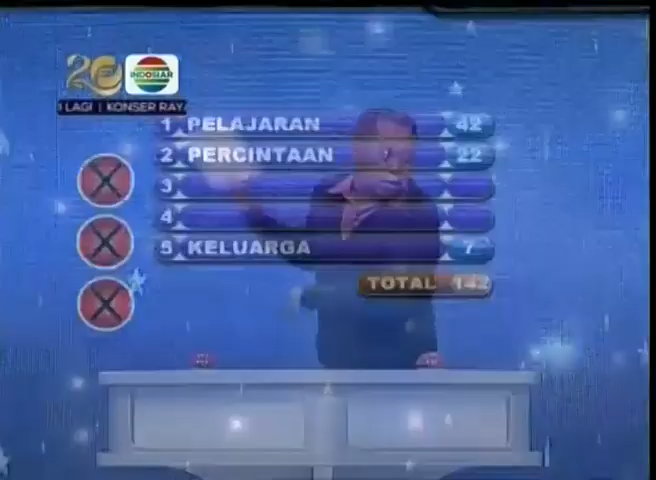 20
INDOSIAR
1 LAGI | KONSER RAY
1 PELAJARAN 42
2 PERCINTAAN 22
3
4
5 KELUARGA 7
TOTAL 142